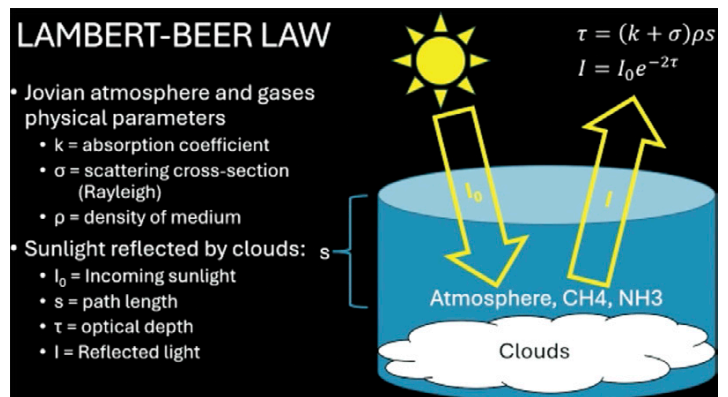 LAMBERT-BEER LAW
• Jovian atmosphere and gases
physical parameters
• k = absorption coefficient
• σ = scattering cross-section
(Rayleigh)
• ρ = density of medium
• Sunlight reflected by clouds:
• I₀ = Incoming sunlight
• s = path length
• τ = optical depth
• I = Reflected light
τ = (k + σ)ρs
I = I₀e^{-2τ}
I₀
I
s
Atmosphere, CH4, NH3
Clouds